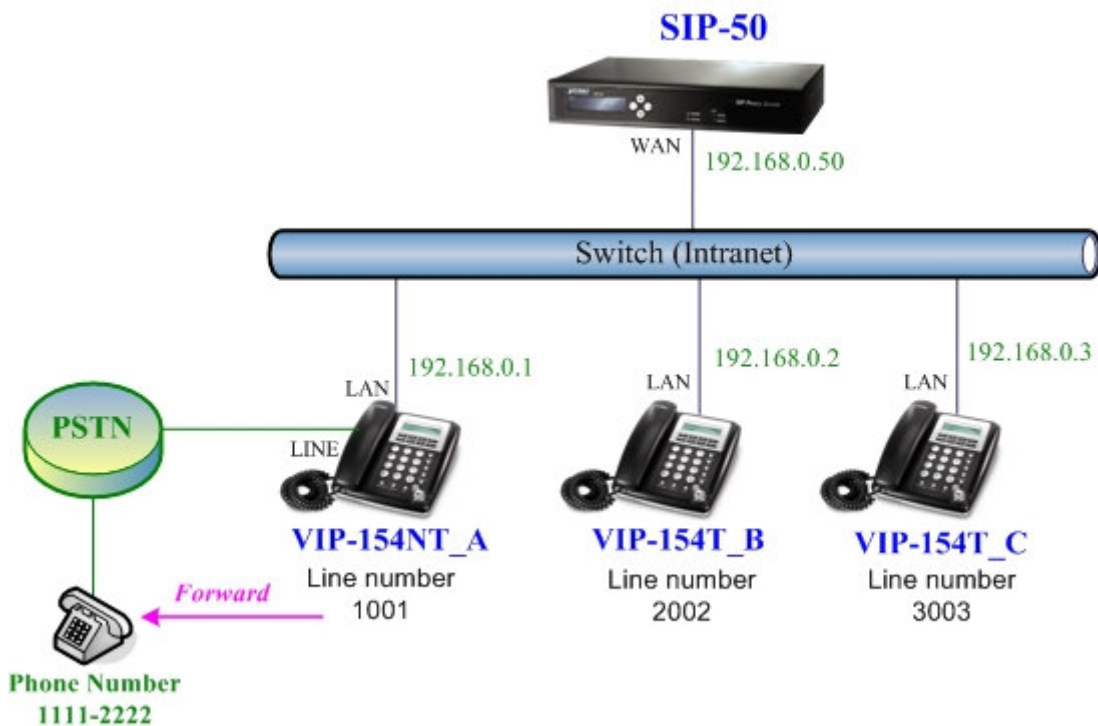 SIP-50
WAN
192.168.0.50
Switch (Intranet)
192.168.0.1
192.168.0.2
192.168.0.3
LAN
LAN
LAN
PSTN
LINE
VIP-154NT_A
VIP-154T_B
VIP-154T_C
Line number
1001
Line number
2002
Line number
3003
Forward
Phone Number
1111-2222